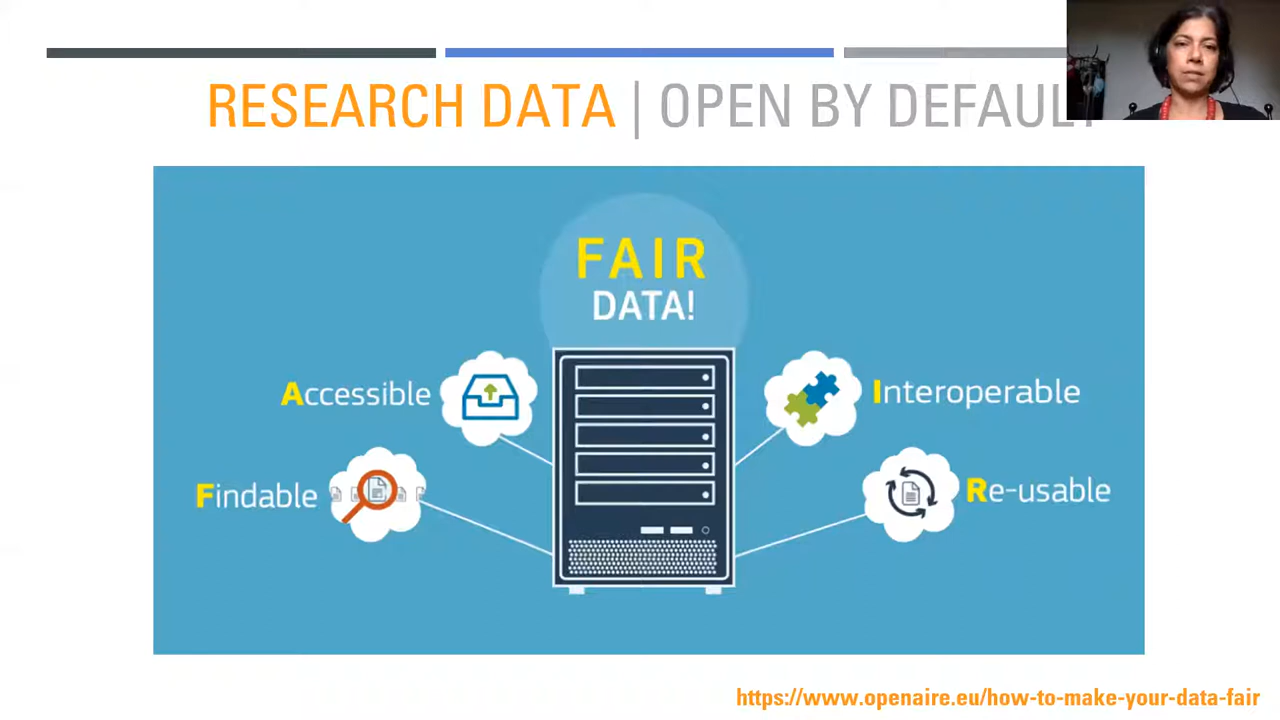 RESEARCH DATA | OPEN BY DEFAULT
FAIR
DATA!
Accessible
Interoperable
Findable
Re-usable
https://www.openaire.eu/how-to-make-your-data-fair